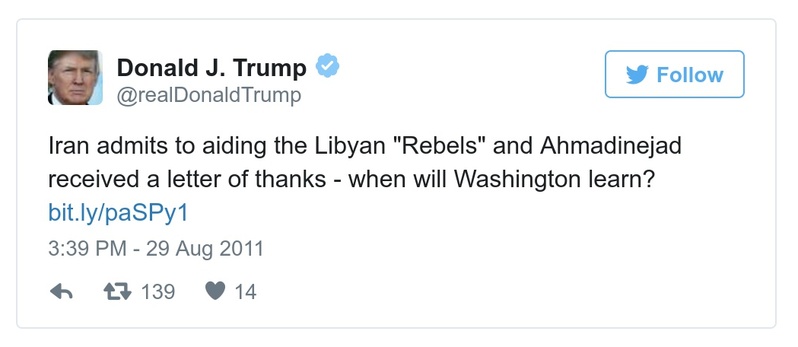 Donald J. Trump
@realDonaldTrump
Follow
Iran admits to aiding the Libyan "Rebels" and Ahmadinejad
received a letter of thanks - when will Washington learn?
bit.ly/paSPy1
3:39 PM - 29 Aug 2011
139 14